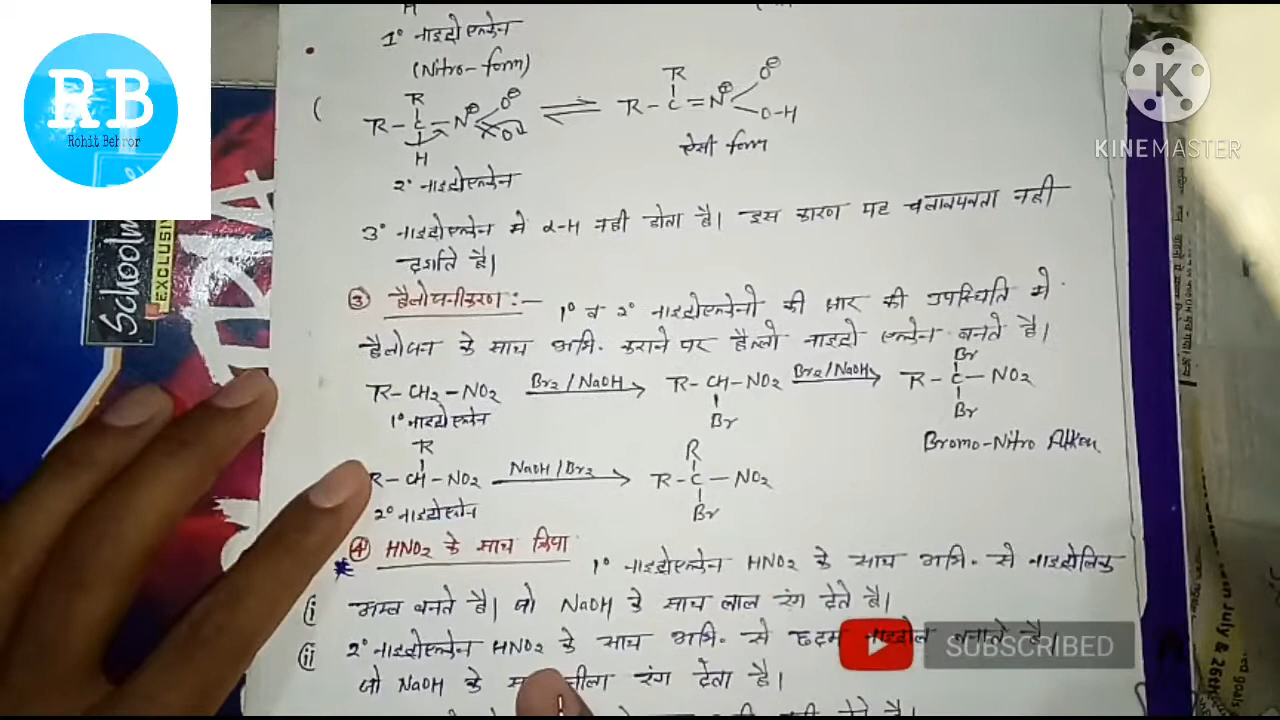 RB
Rohit Behror
KINEMASTER
Schoolm
EXCLUSIV
1° नाइट्रोएल्केन
(Nitro-form)
R R
R-C-N⊕ O⊖ ⇌ R-C=N⊕ O⊖
O O-H
H ऐसी form
2° नाइट्रोएल्केन
3° नाइट्रोएल्केन मे α-H नही होता है। इस कारण यह चलावयवता नही
दर्शाते है।
③ हैलोजनीकरण :- 1° व 2° नाइट्रोएल्केनो की क्षार की उपस्थिति मे
हैलोजन के साथ अभि. कराने पर हैलो नाइट्रो एल्केन बनते है।
R-CH2-NO2 Br2/NaOH → R-CH-NO2 Br2/NaOH → R-C-NO2
Br Br Br
1° नाइट्रोएल्केन
Bromo-Nitro
R R
R-CH-NO2 NaOH/Br2 → R-C-NO2
Br
2° नाइट्रोएल्केन
④ HNO2 के साथ क्रिया
(i) 1° नाइट्रोएल्केन HNO2 के साथ अभि. से नाइट्रोलिक
अम्ल बनते है। जो NaOH के साथ लाल रंग देते है।
(ii) 2° नाइट्रोएल्केन HNO2 के साथ अभि. से छदम बनाते है।
जो NaOH के नीला रंग देता है।
SUBSCRIBED